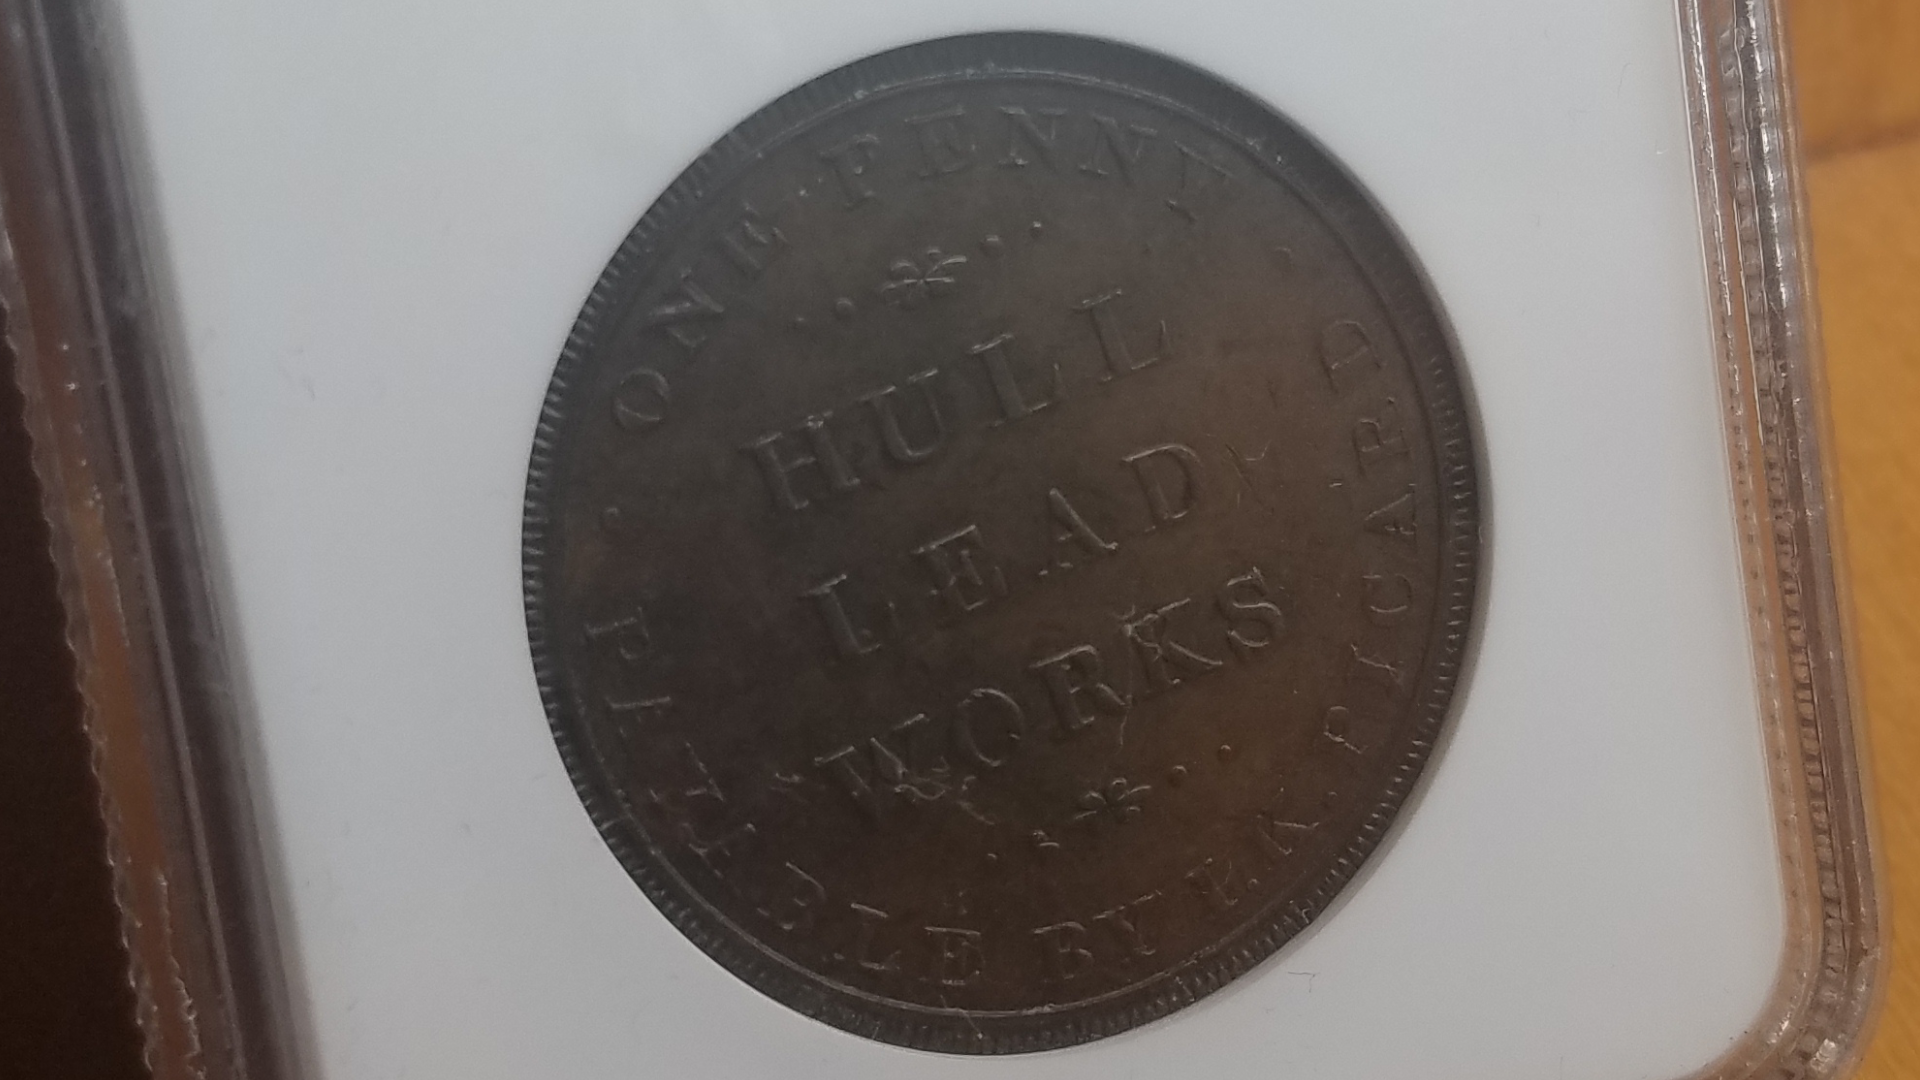 ONE PENNY
HULL
LEAD
WORKS
PAYABLE BY I.K. PICARD